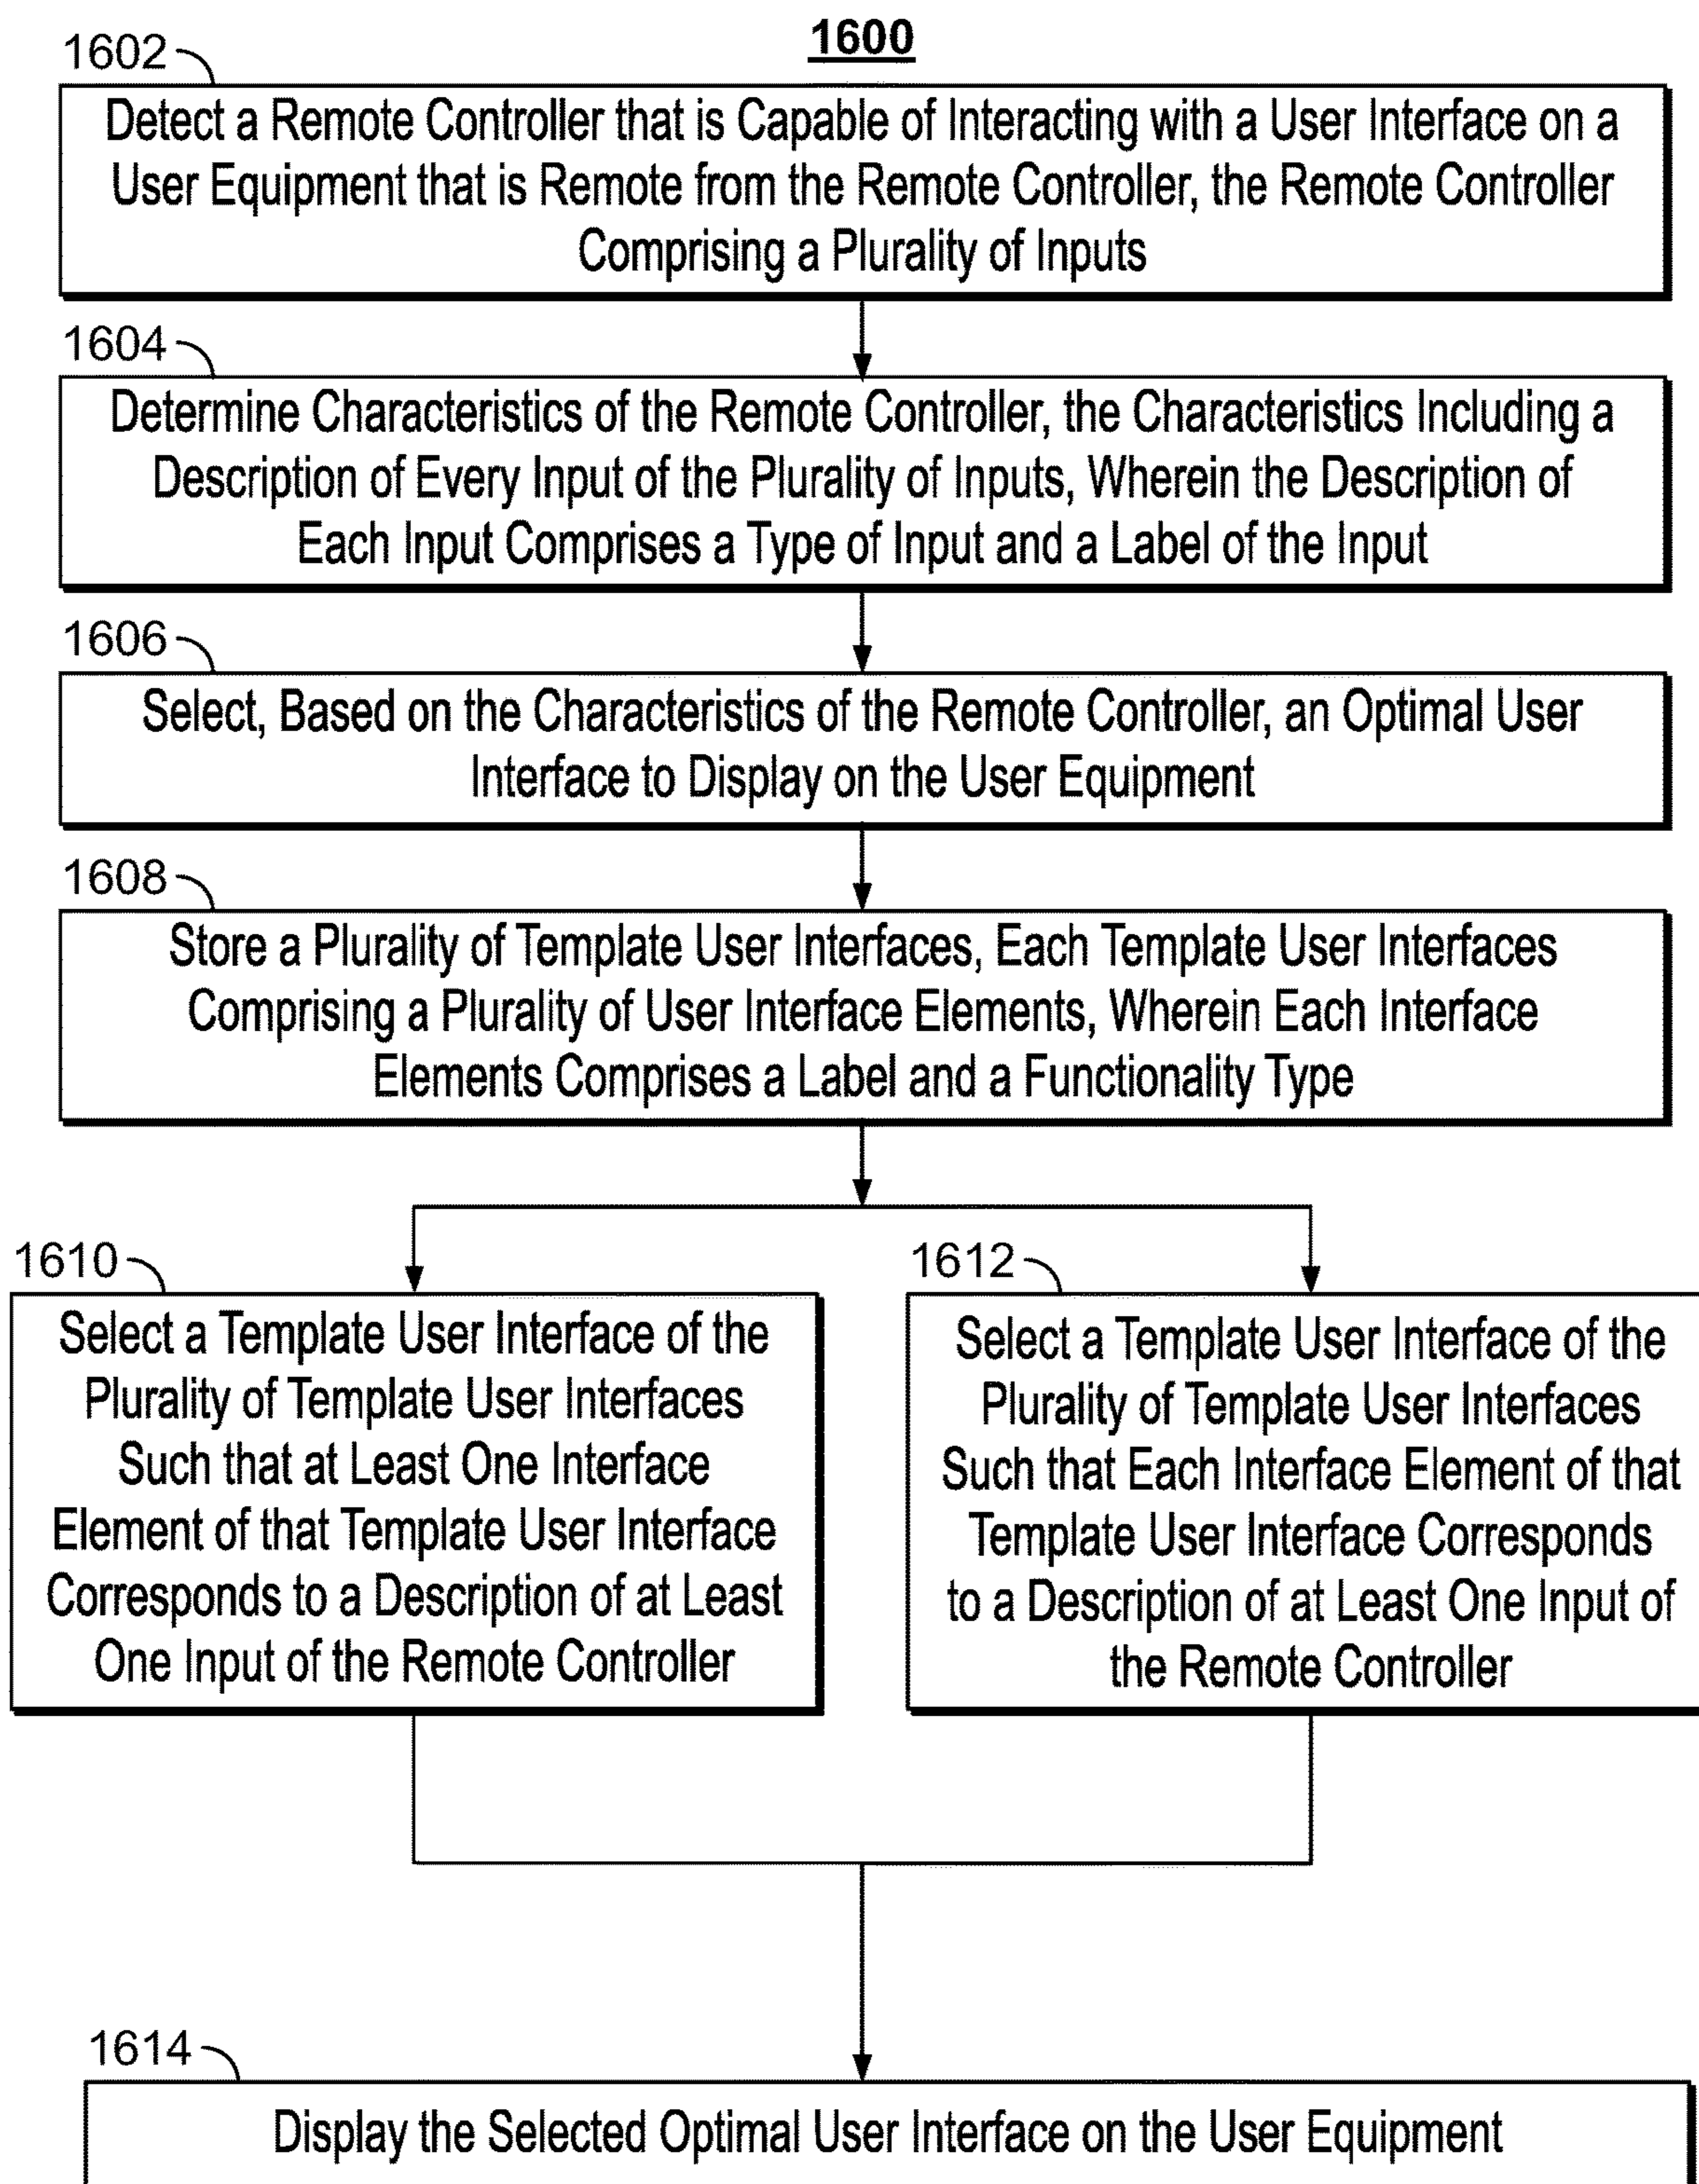 1600
1602
Detect a Remote Controller that is Capable of Interacting with a User Interface on a
User Equipment that is Remote from the Remote Controller, the Remote Controller
Comprising a Plurality of Inputs
1604
Determine Characteristics of the Remote Controller, the Characteristics Including a
Description of Every Input of the Plurality of Inputs, Wherein the Description of
Each Input Comprises a Type of Input and a Label of the Input
1606
Select, Based on the Characteristics of the Remote Controller, an Optimal User
Interface to Display on the User Equipment
1608
Store a Plurality of Template User Interfaces, Each Template User Interfaces
Comprising a Plurality of User Interface Elements, Wherein Each Interface
Elements Comprises a Label and a Functionality Type
1610
Select a Template User Interface of the
Plurality of Template User Interfaces
Such that at Least One Interface
Element of that Template User Interface
Corresponds to a Description of at Least
One Input of the Remote Controller
1612
Select a Template User Interface of the
Plurality of Template User Interfaces
Such that Each Interface Element of that
Template User Interface Corresponds
to a Description of at Least One Input of
the Remote Controller
1614
Display the Selected Optimal User Interface on the User Equipment